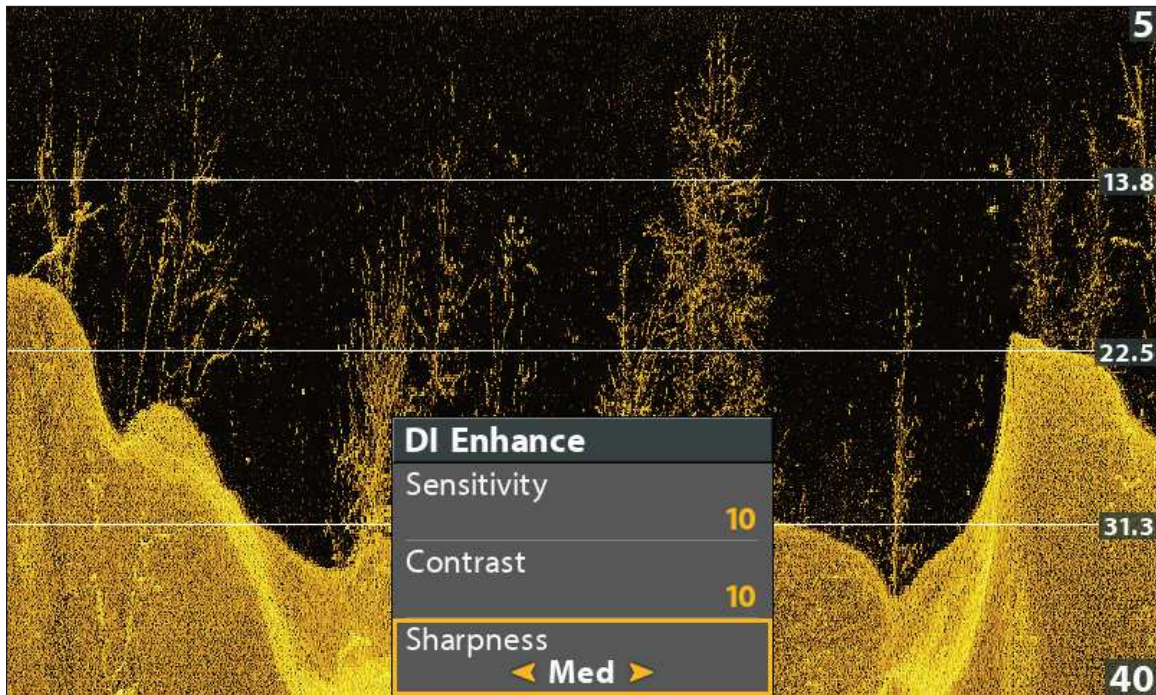 5
13.8
22.5
DI Enhance
Sensitivity
10
31.3
Contrast
10
Sharpness
Med
40